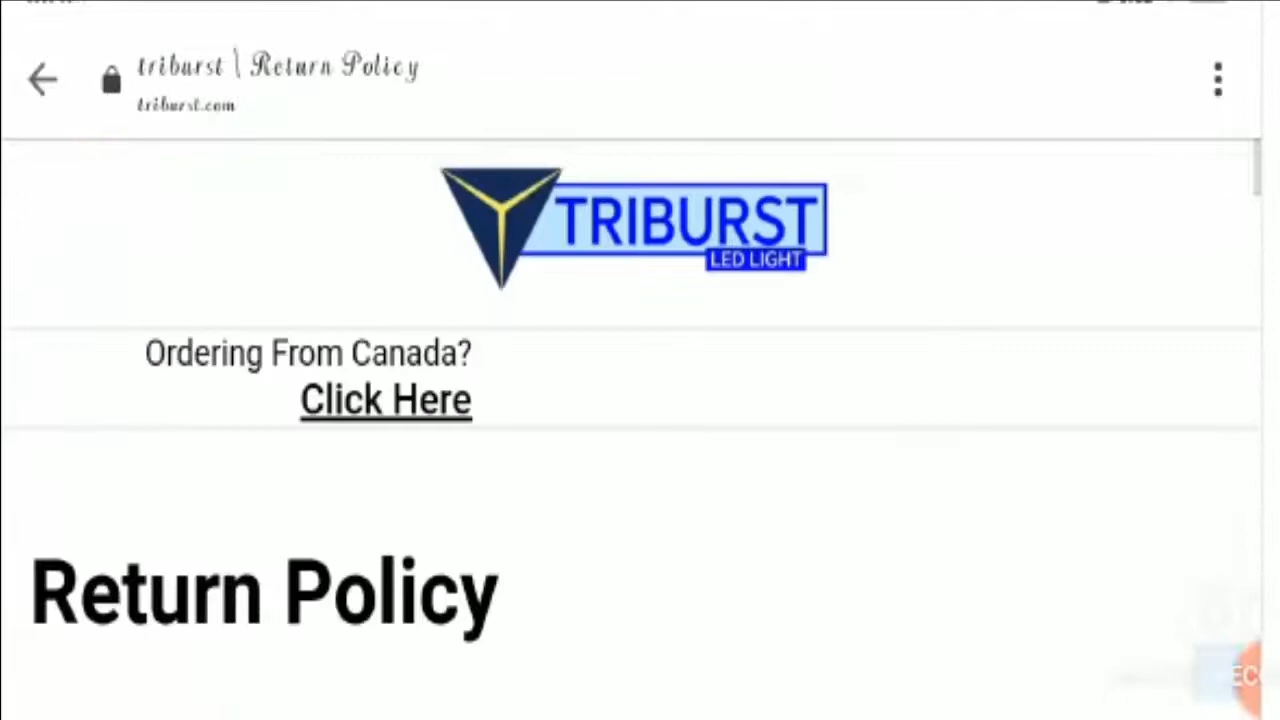 triburst | Return Policy
triburst.com
TRIBURST
LED LIGHT
Ordering From Canada?
Click Here
Return Policy